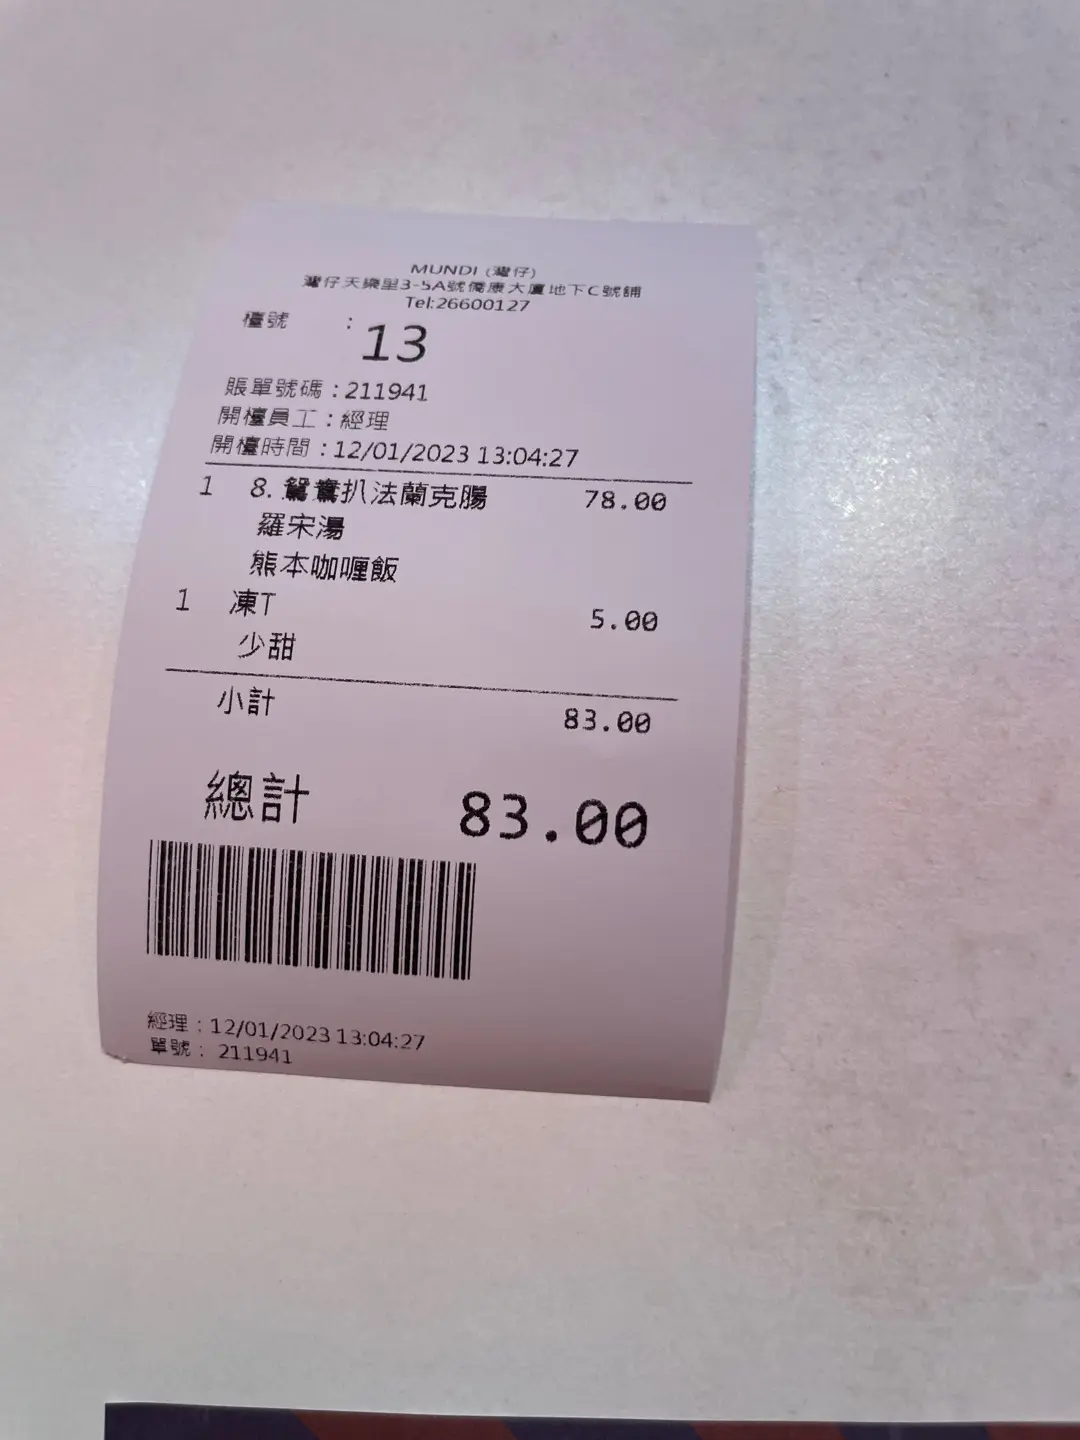 MUNDI (灣仔)
灣仔天樂里3-5A號僑康大廈地下C號舖
Tel:26600127
檯號 : 13
賬單號碼 : 211941
開檯員工 : 經理
開檯時間 : 12/01/2023 13:04:27
1 8. 鴛鴦扒法蘭克腸 78.00
羅宋湯
熊本咖喱飯
1 凍T 5.00
少甜
小計 83.00
總計 83.00
經理 : 12/01/2023 13:04:27
單號 : 211941